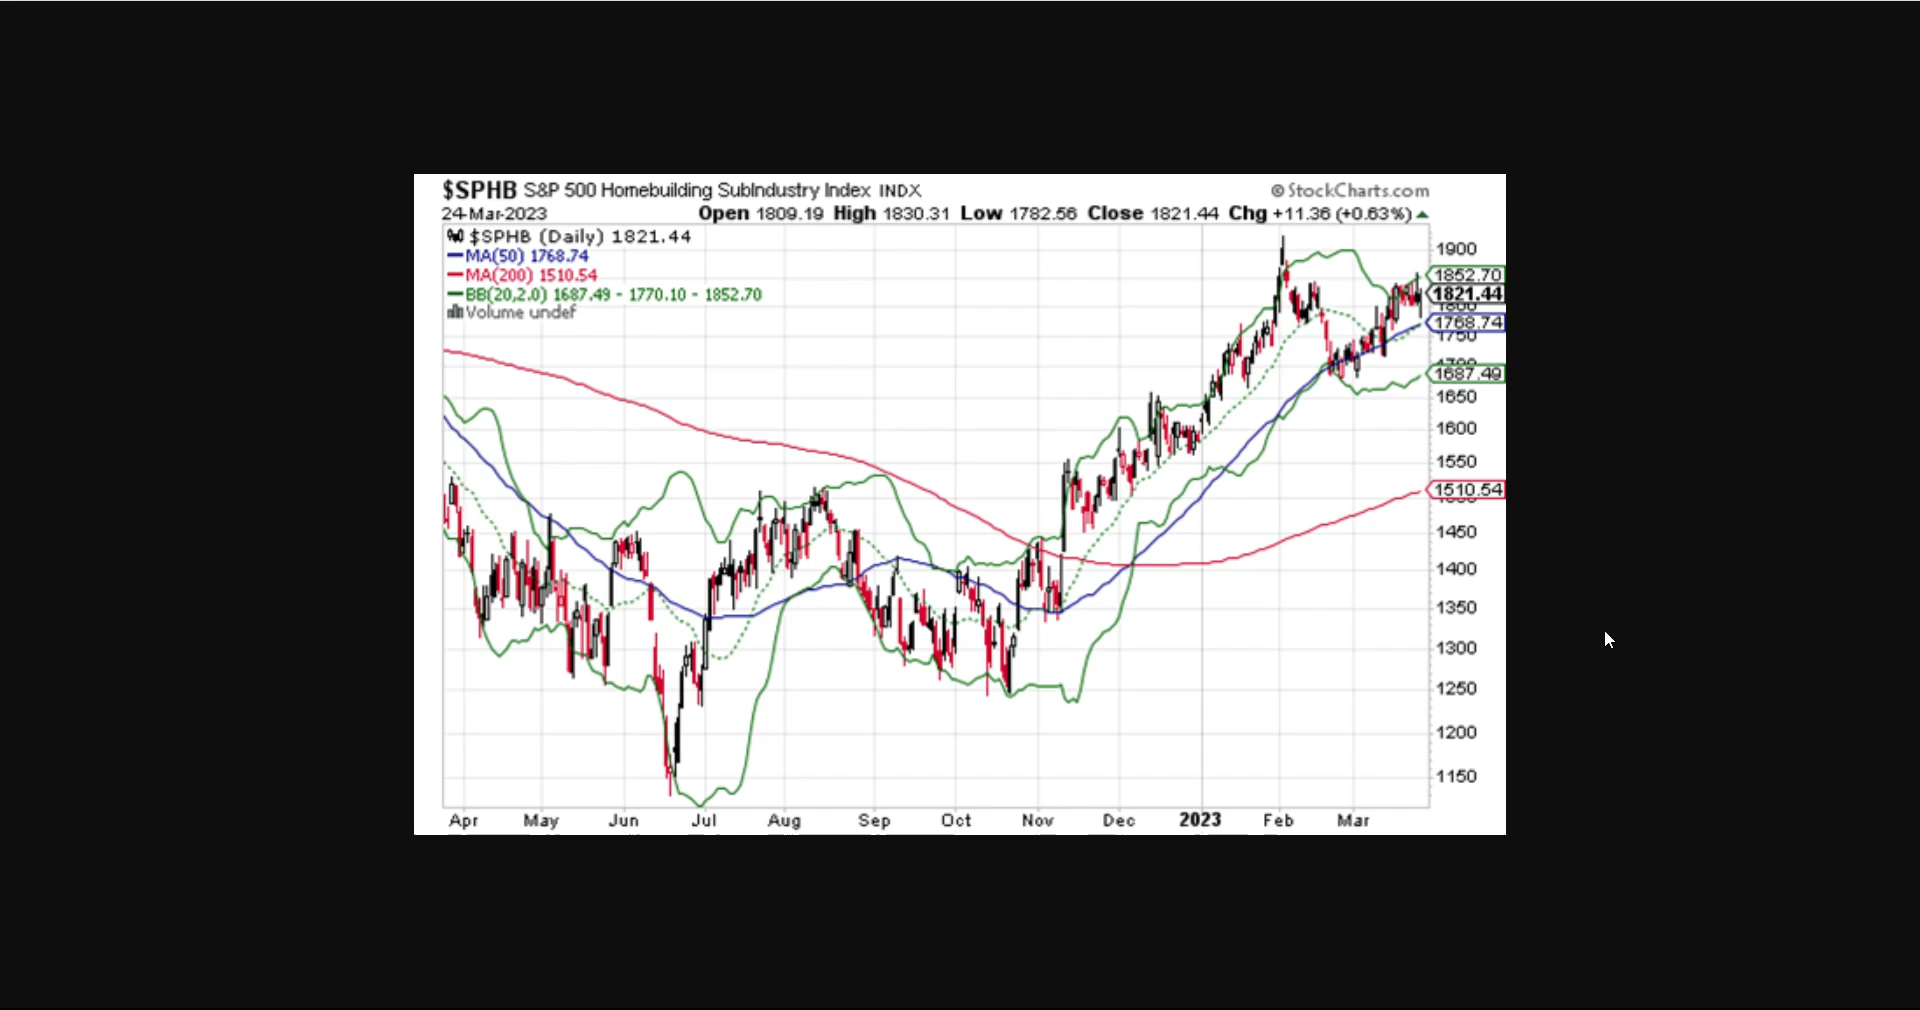 $SPHB S&P 500 Homebuilding SubIndustry Index INDX
© StockCharts.com
24-Mar-2023
Open 1809.19 High 1830.31 Low 1782.56 Close 1821.44 Chg +11.36 (+0.63%)
$SPHB (Daily) 1821.44
MA(50) 1768.74
MA(200) 1510.54
BB(20,2.0) 1687.49 - 1770.10 - 1852.70
Volume undef
1900
1852.70
1821.44
1800
1768.74
1750
1700
1687.49
1650
1600
1550
1510.54
1500
1450
1400
1350
1300
1250
1200
1150
Apr May Jun Jul Aug Sep Oct Nov Dec 2023 Feb Mar